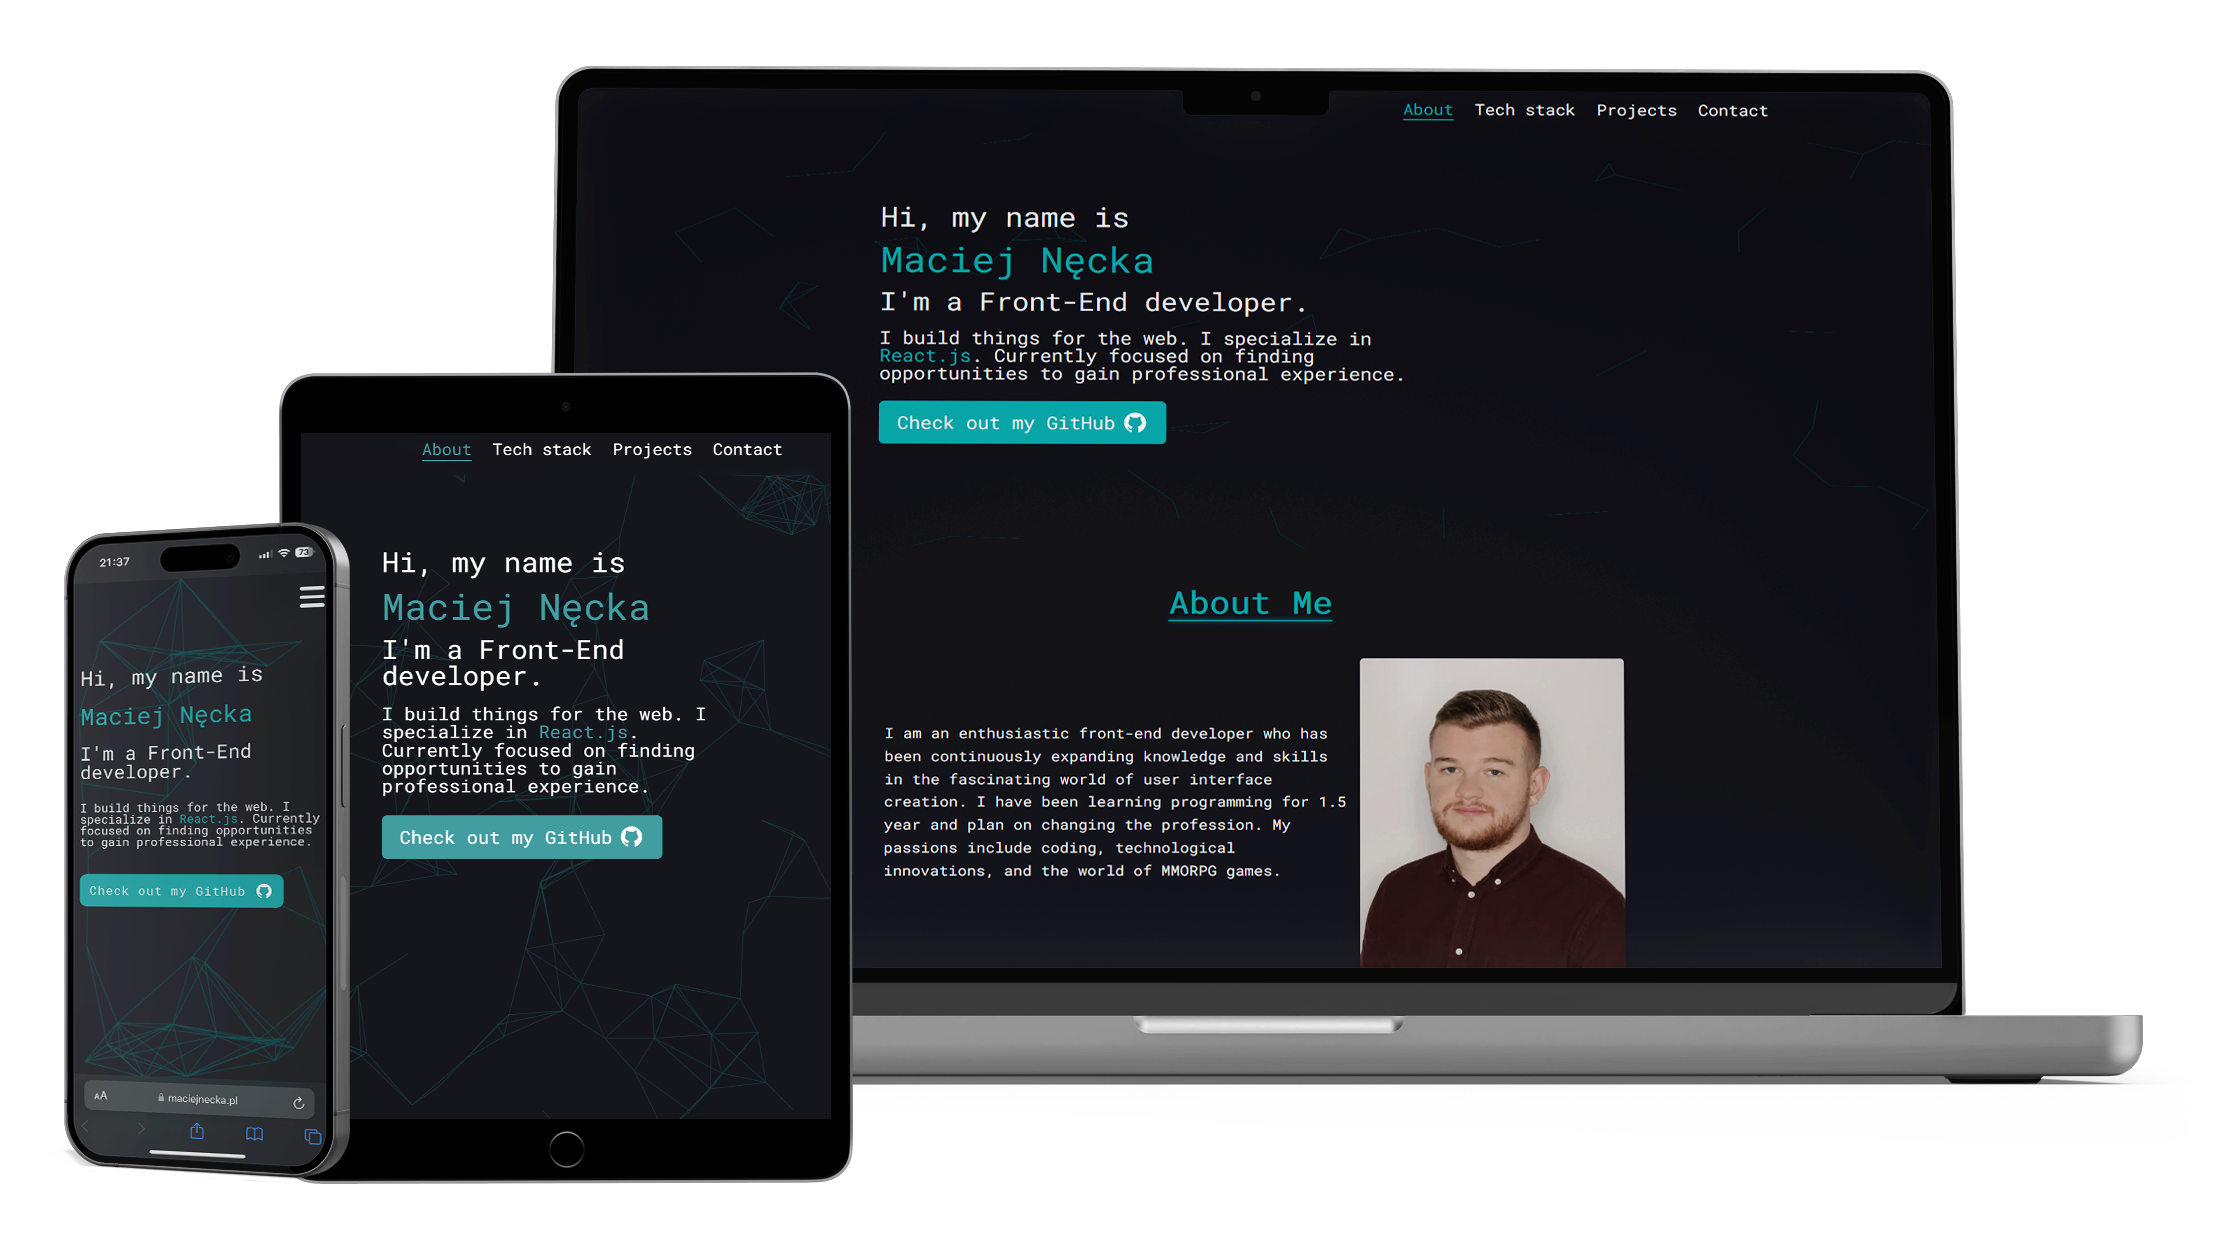 About Tech stack Projects Contact
Hi, my name is
Maciej Nęcka
I'm a Front-End developer.
I build things for the web. I specialize in
React.js. Currently focused on finding
opportunities to gain professional experience.
Check out my GitHub
About Me
I am an enthusiastic front-end developer who has
been continuously expanding knowledge and skills
in the fascinating world of user interface
creation. I have been learning programming for 1.5
year and plan on changing the profession. My
passions include coding, technological
innovations, and the world of MMORPG games.
About Tech stack Projects Contact
Hi, my name is
Maciej Nęcka
I'm a Front-End
developer.
I build things for the web. I
specialize in React.js.
Currently focused on finding
opportunities to gain
professional experience.
Check out my GitHub
21:37 73
Hi, my name is
Maciej Nęcka
I'm a Front-End
developer.
I build things for the web. I
specialize in React.js. Currently
focused on finding opportunities
to gain professional experience.
Check out my GitHub
AA maciejnecka.pl